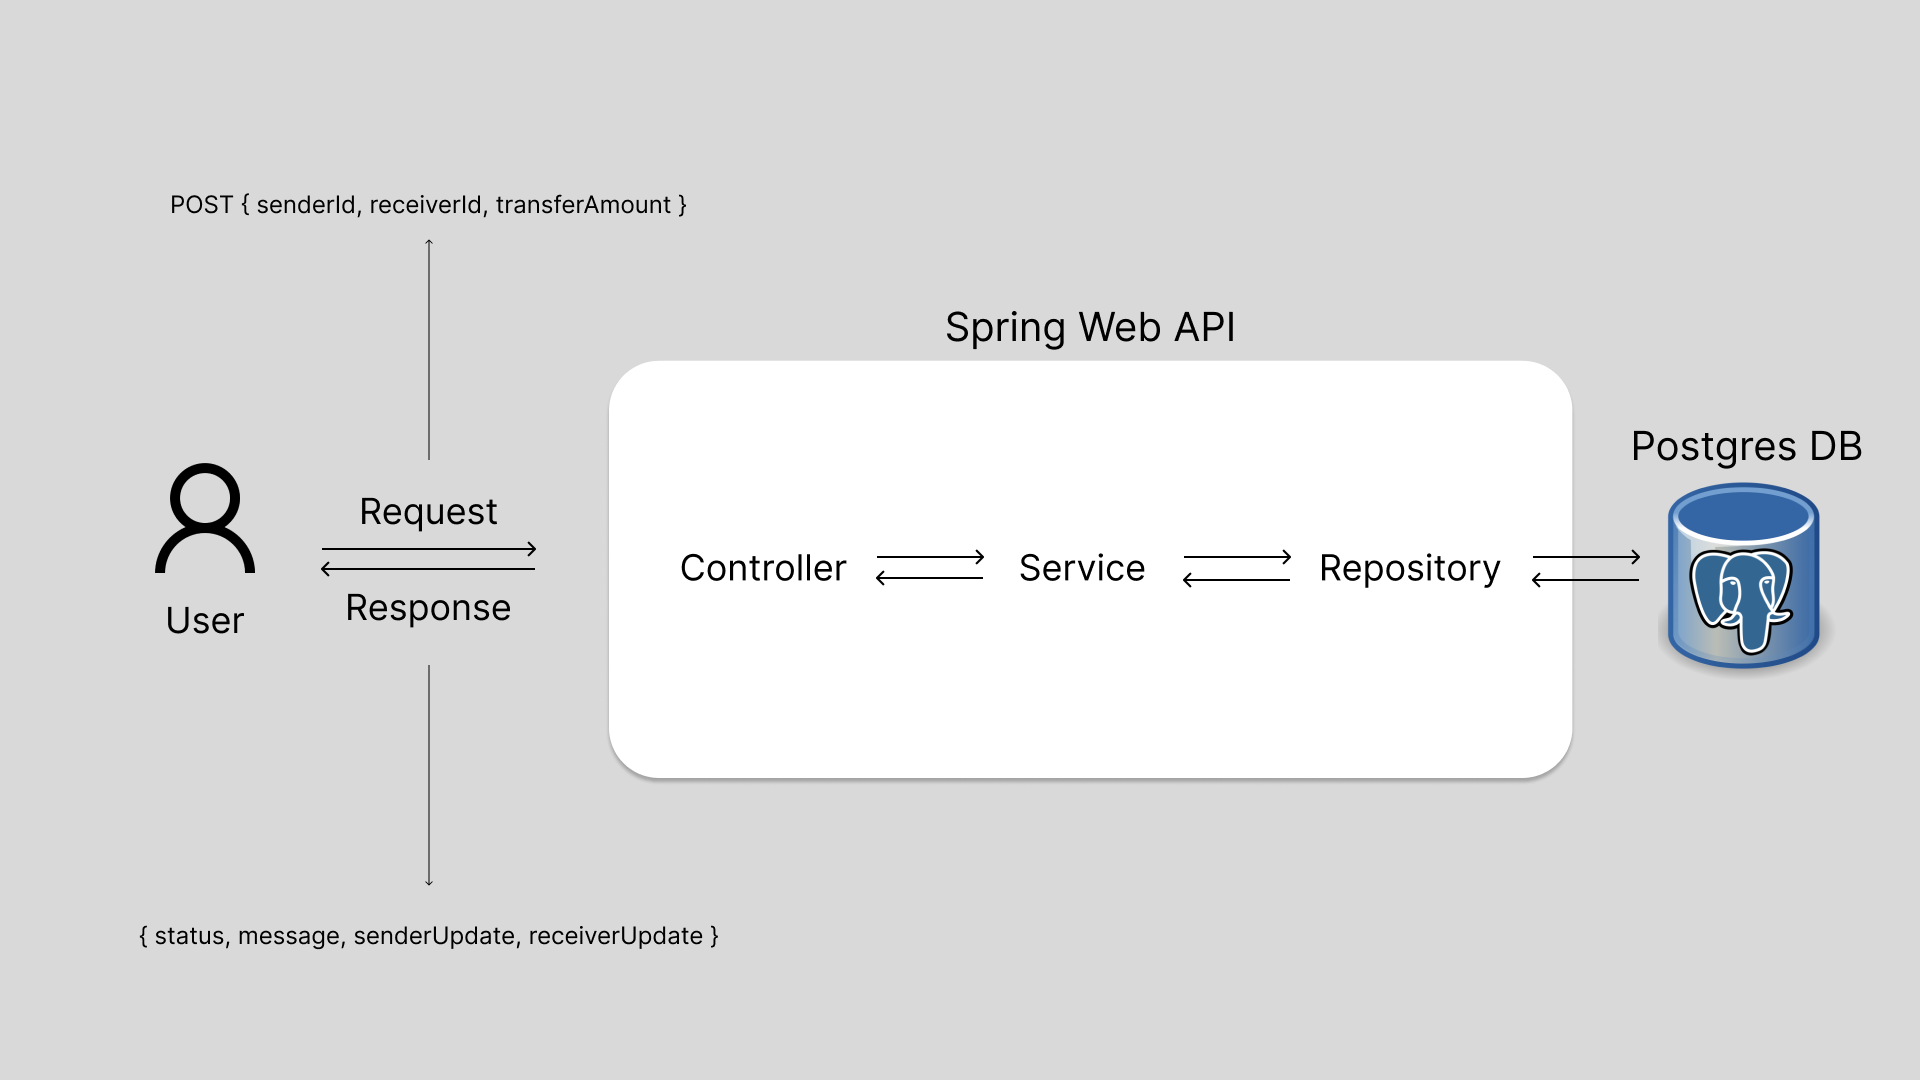 POST { senderId, receiverId, transferAmount }
Spring Web API
Postgres DB
Request
Controller
Service
Repository
Response
User
{ status, message, senderUpdate, receiverUpdate }